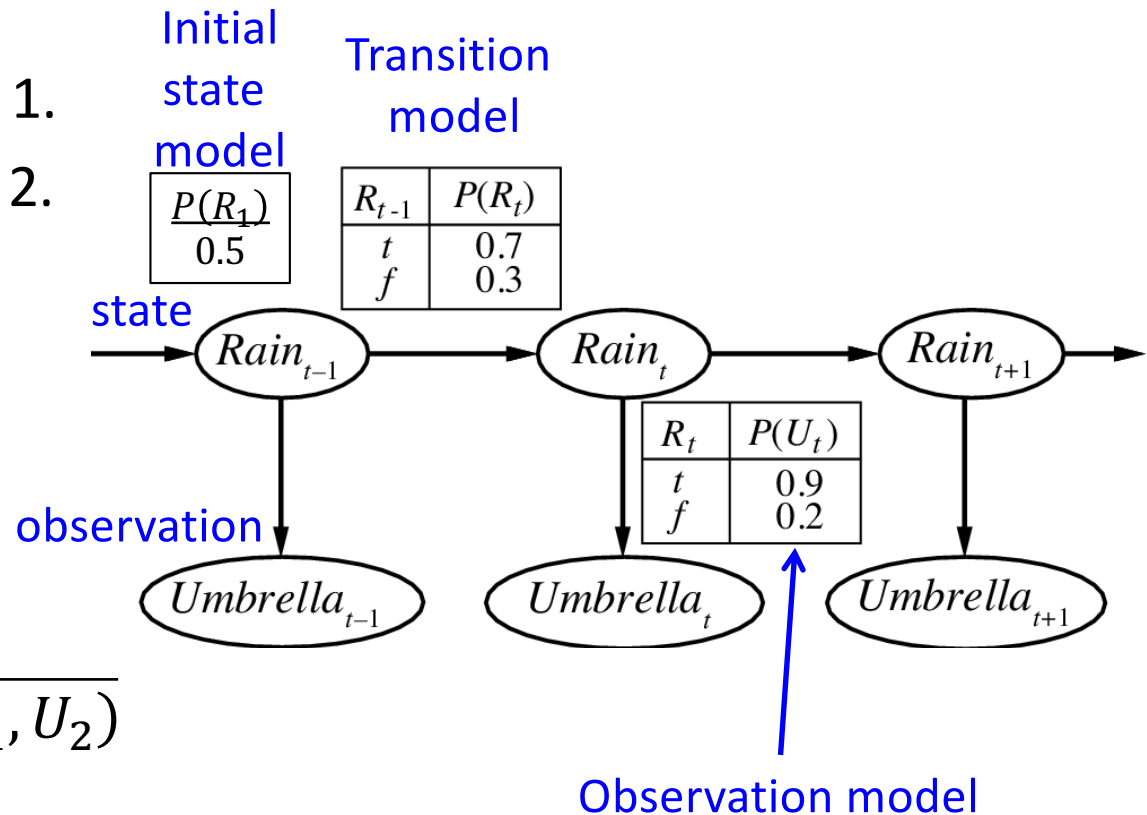 Initial
state
model
Transition
model
1.
2.
P(R₁)
0.5
Rₜ₋₁ P(Rₜ)
t 0.7
f 0.3
state
Rainₜ₋₁
Rainₜ
Rainₜ₊₁
Rₜ P(Uₜ)
t 0.9
f 0.2
observation
Umbrellaₜ₋₁
Umbrellaₜ
Umbrellaₜ₊₁
, U₂)
Observation model